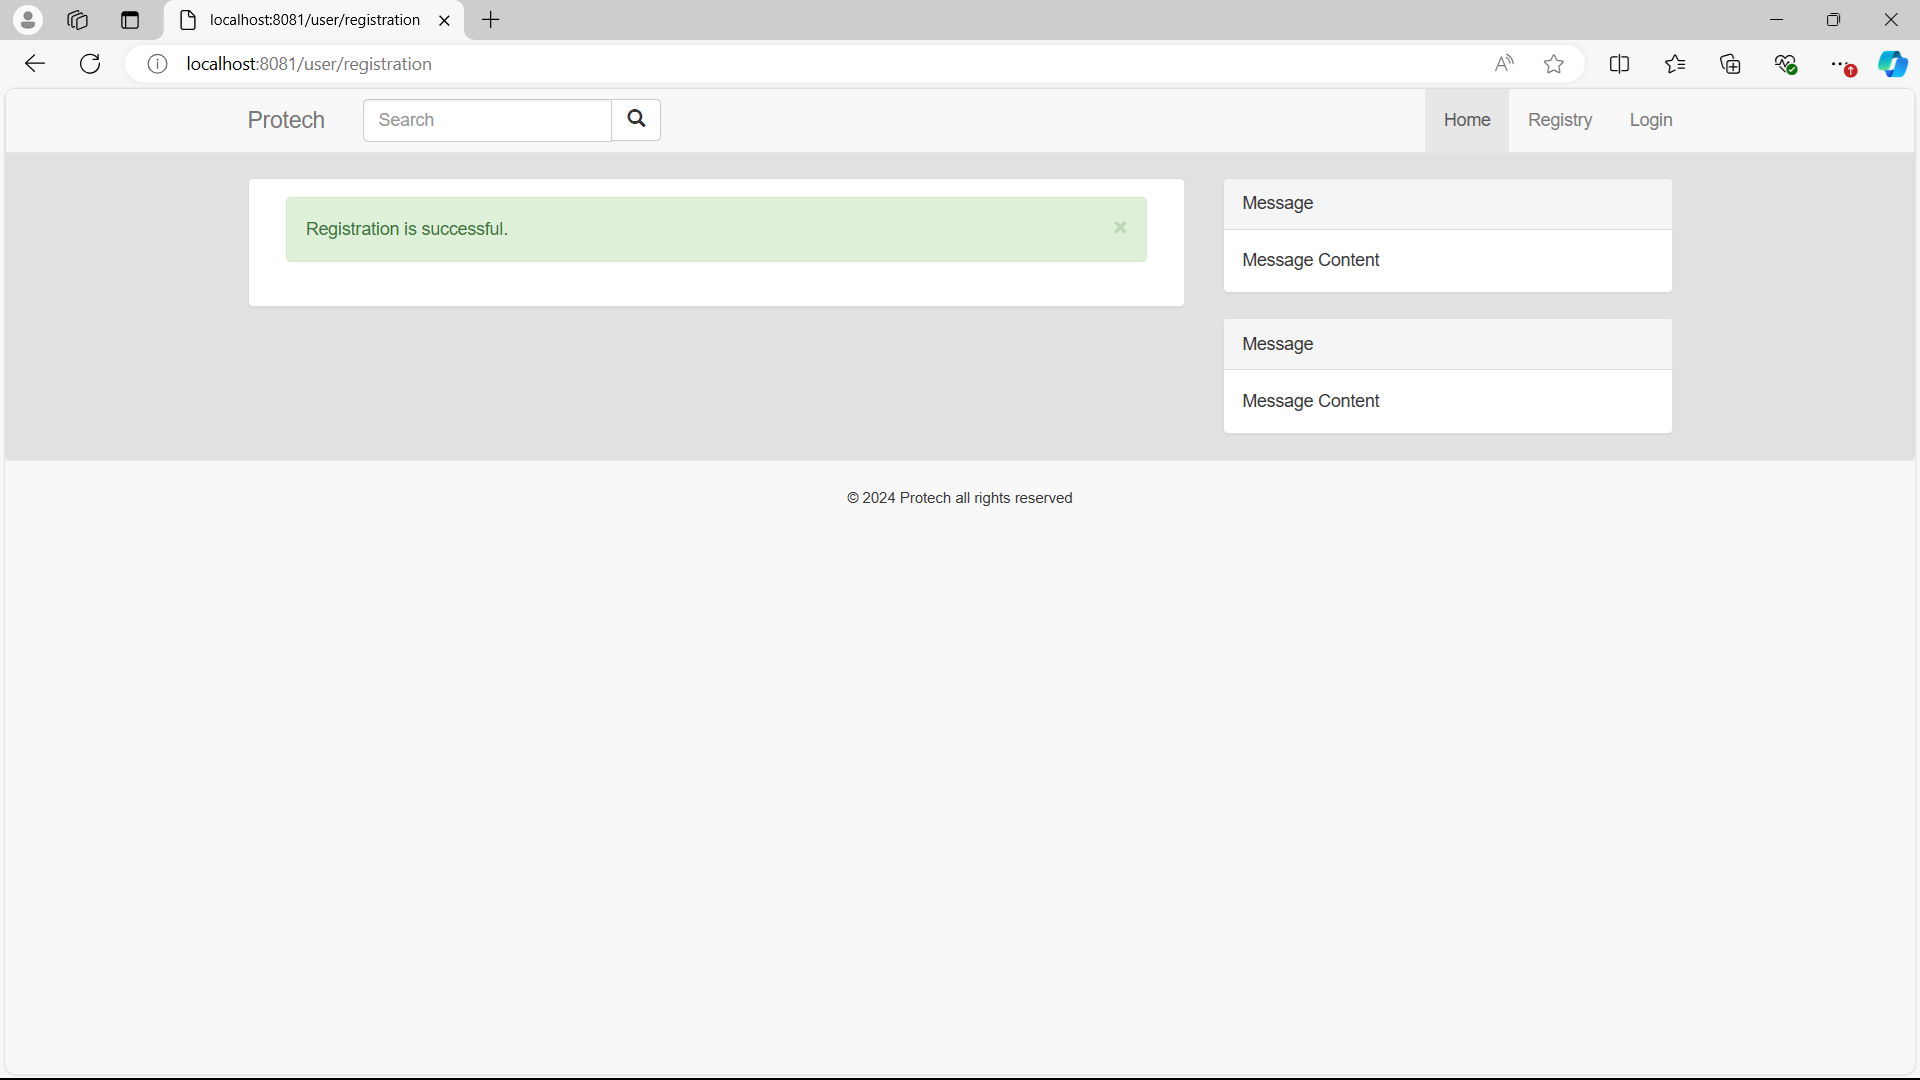 localhost:8081/user/registration
localhost:8081/user/registration
Protech
Search
Home
Registry
Login
Registration is successful.
×
Message
Message Content
Message
Message Content
© 2024 Protech all rights reserved